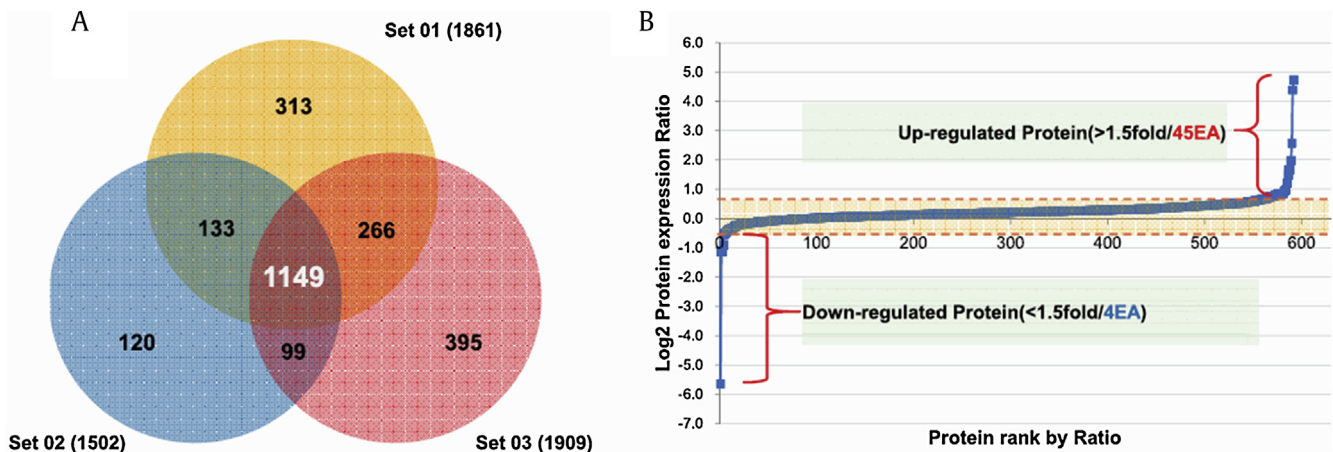 A
Set 01 (1861)
313
133
266
1149
120
99
395
Set 02 (1502)
Set 03 (1909)
B
Log2 Protein expression Ratio
6.0
5.0
4.0
3.0
2.0
1.0
0.0
-1.0
-2.0
-3.0
-4.0
-5.0
-6.0
-7.0
Up-regulated Protein(>1.5fold/45EA)
0 100 200 300 400 500 600
Down-regulated Protein(<1.5fold/4EA)
Protein rank by Ratio